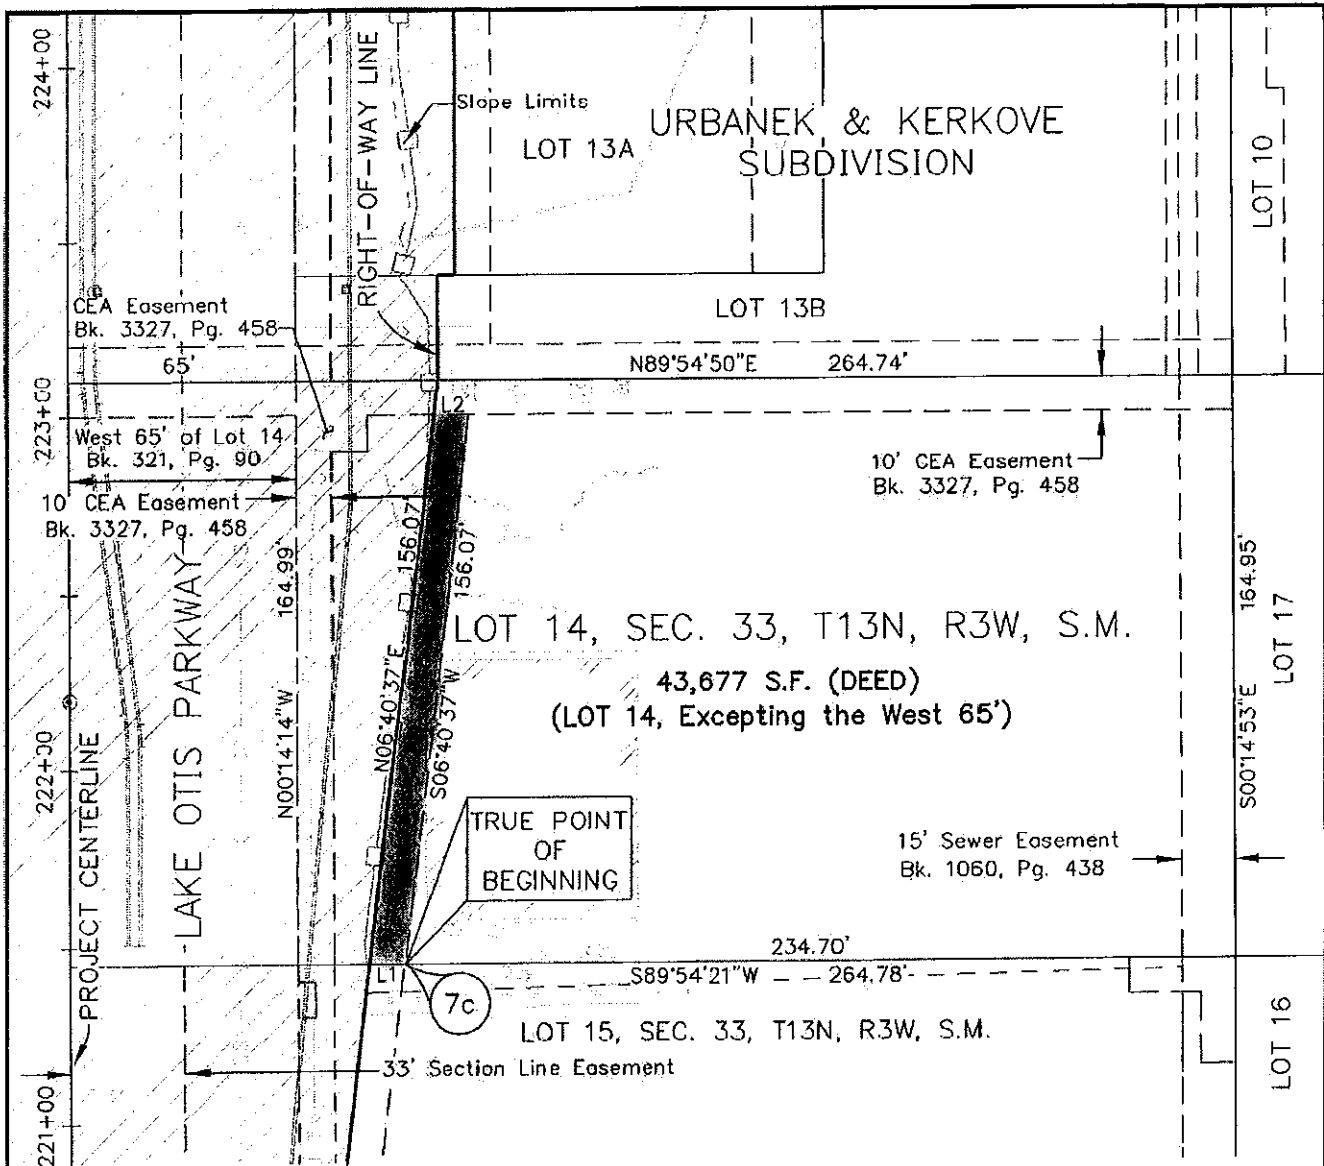 224+00
RIGHT-OF-WAY LINE
Slope Limits
LOT 13A
URBANEK & KERKOVE
SUBDIVISION
LOT 10
CEA Easement
Bk. 3327, Pg. 458
LOT 13B
65'
N89°54'50"E 264.74'
223+00
L2
West 65' of Lot 14
Bk. 321, Pg. 90
10' CEA Easement
Bk. 3327, Pg. 458
10' CEA Easement
Bk. 3327, Pg. 458
LAKE OTIS PARKWAY
N00°14'14"W 164.99'
N06°40'37"E 156.07'
S06°40'37"W 156.07'
LOT 14, SEC. 33, T13N, R3W, S.M.
43,677 S.F. (DEED)
(LOT 14, Excepting the West 65')
S00°14'53"E 164.95'
LOT 17
222+00
PROJECT CENTERLINE
TRUE POINT
OF
BEGINNING
15' Sewer Easement
Bk. 1060, Pg. 438
234.70'
L1
S89°54'21"W 264.78'
7c
LOT 15, SEC. 33, T13N, R3W, S.M.
LOT 16
33' Section Line Easement
221+00